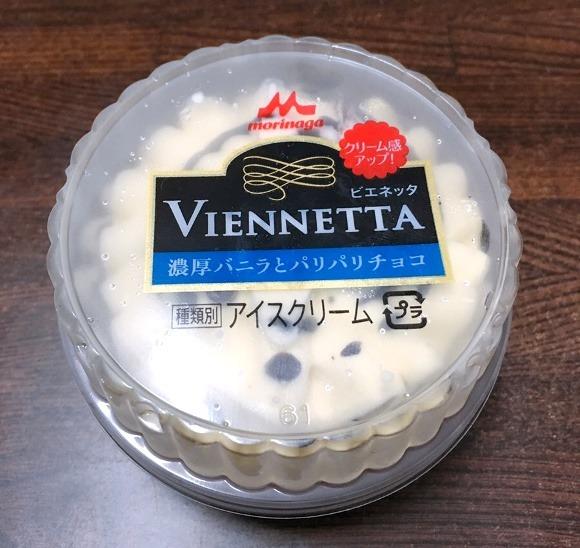 morinaga
クリーム感
アップ!
ビエネッタ
VIENNETTA
濃厚バニラとパリパリチョコ
種類別 アイスクリーム プラ
61